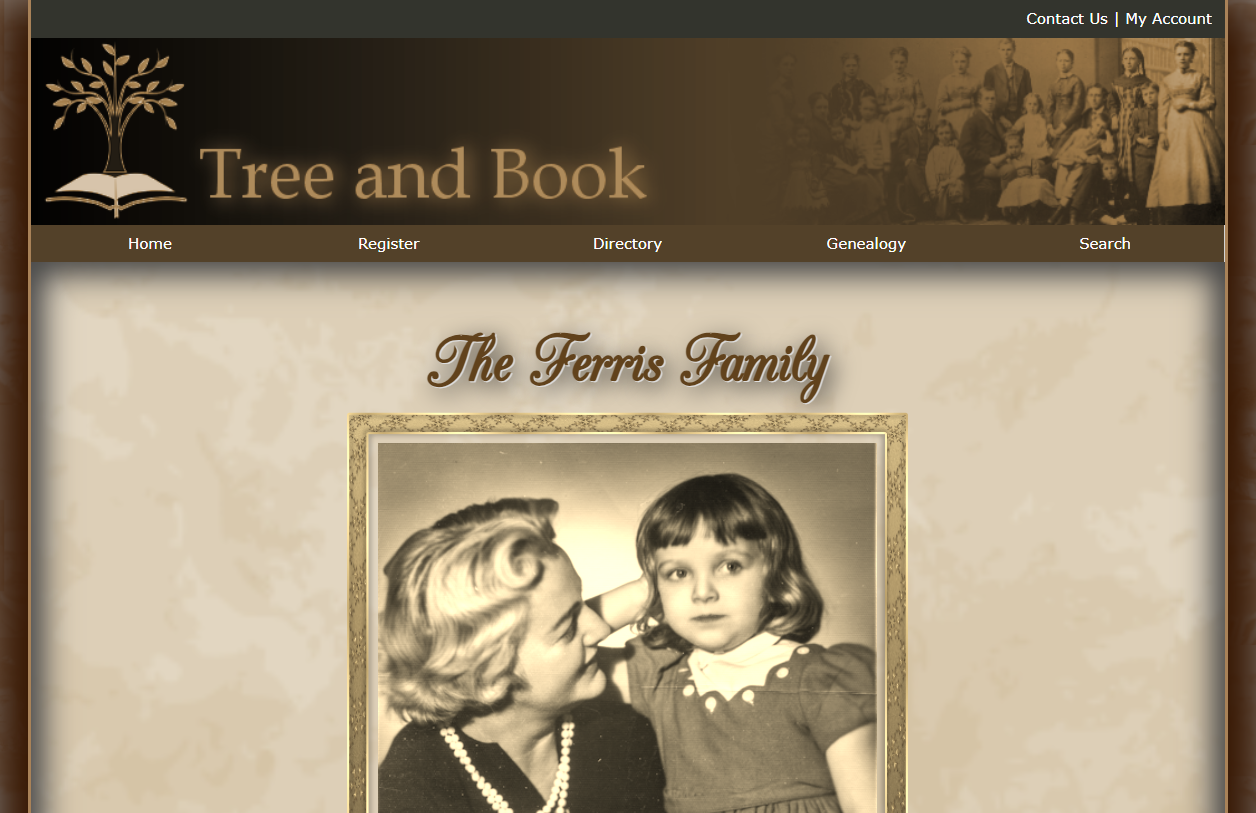 Contact Us | My Account
Tree and Book
Home Register Directory Genealogy Search
The Ferris Family